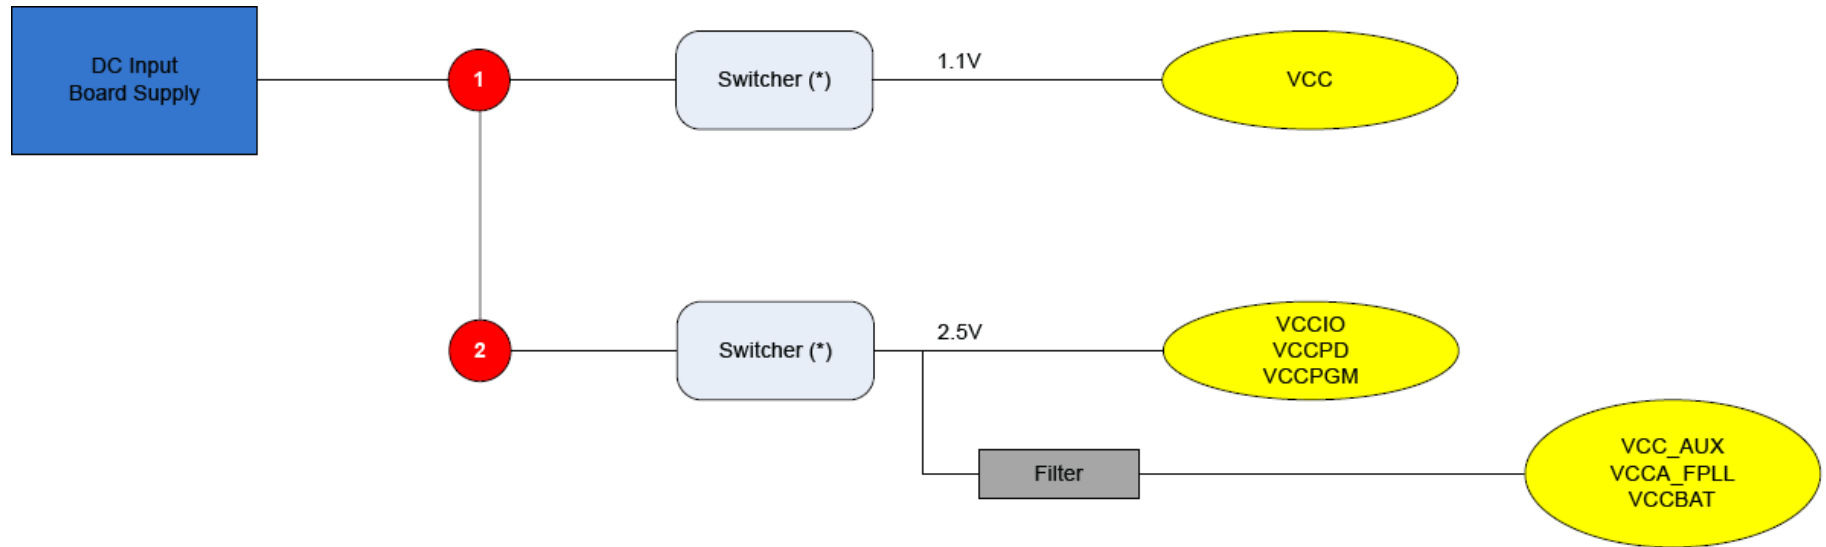 DC Input
Board Supply
1
Switcher (*)
1.1V
VCC
2
Switcher (*)
2.5V
VCCIO
VCCPD
VCCPGM
Filter
VCC_AUX
VCCA_FPLL
VCCBAT